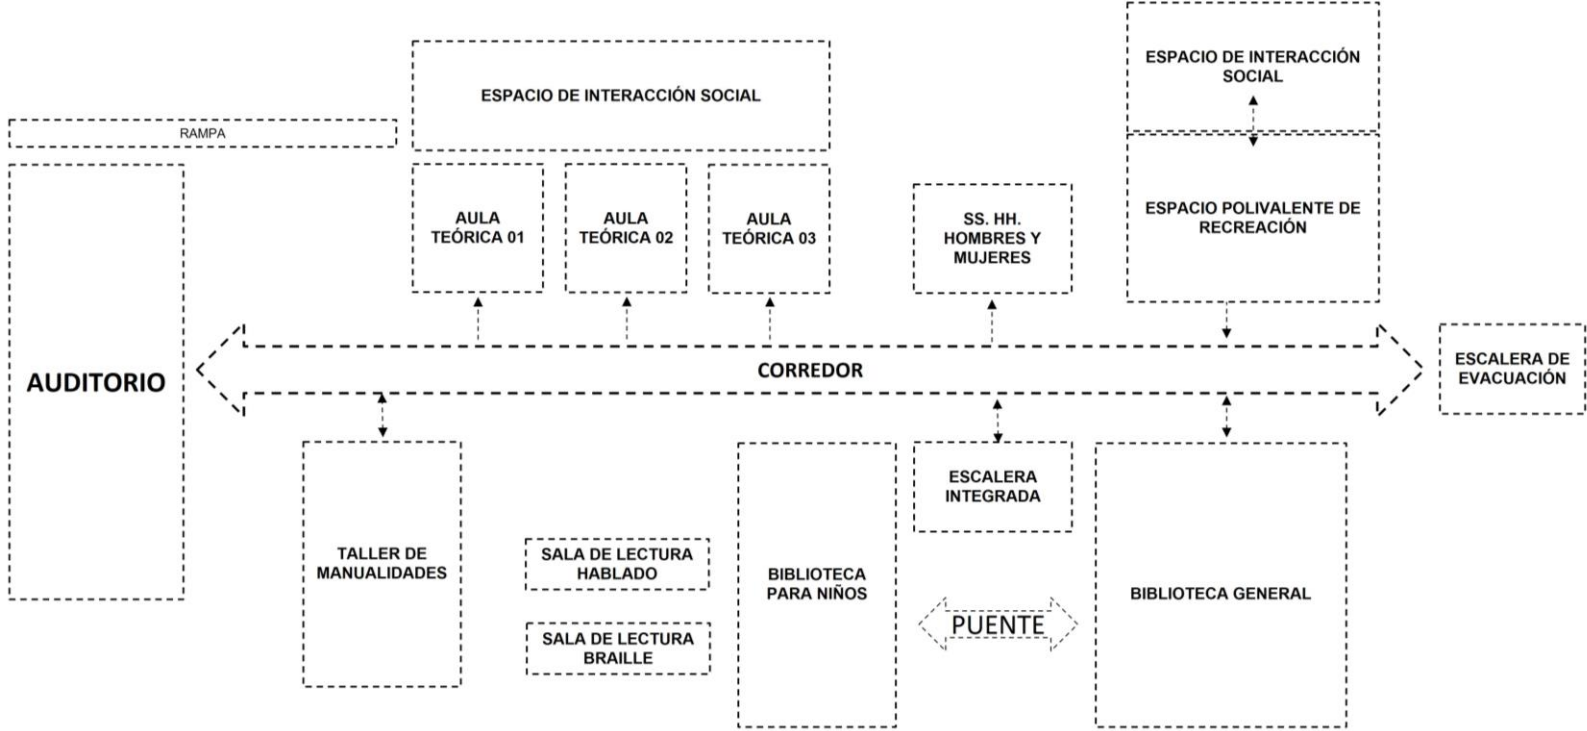 ESPACIO DE INTERACCIÓN
SOCIAL
ESPACIO DE INTERACCIÓN SOCIAL
RAMPA
AULA
TEÓRICA 01
AULA
TEÓRICA 02
AULA
TEÓRICA 03
SS. HH.
HOMBRES Y
MUJERES
ESPACIO POLIVALENTE DE
RECREACIÓN
AUDITORIO
CORREDOR
ESCALERA DE
EVACUACIÓN
TALLER DE
MANUALIDADES
SALA DE LECTURA
HABLADO
SALA DE LECTURA
BRAILLE
BIBLIOTECA
PARA NIÑOS
ESCALERA
INTEGRADA
PUENTE
BIBLIOTECA GENERAL